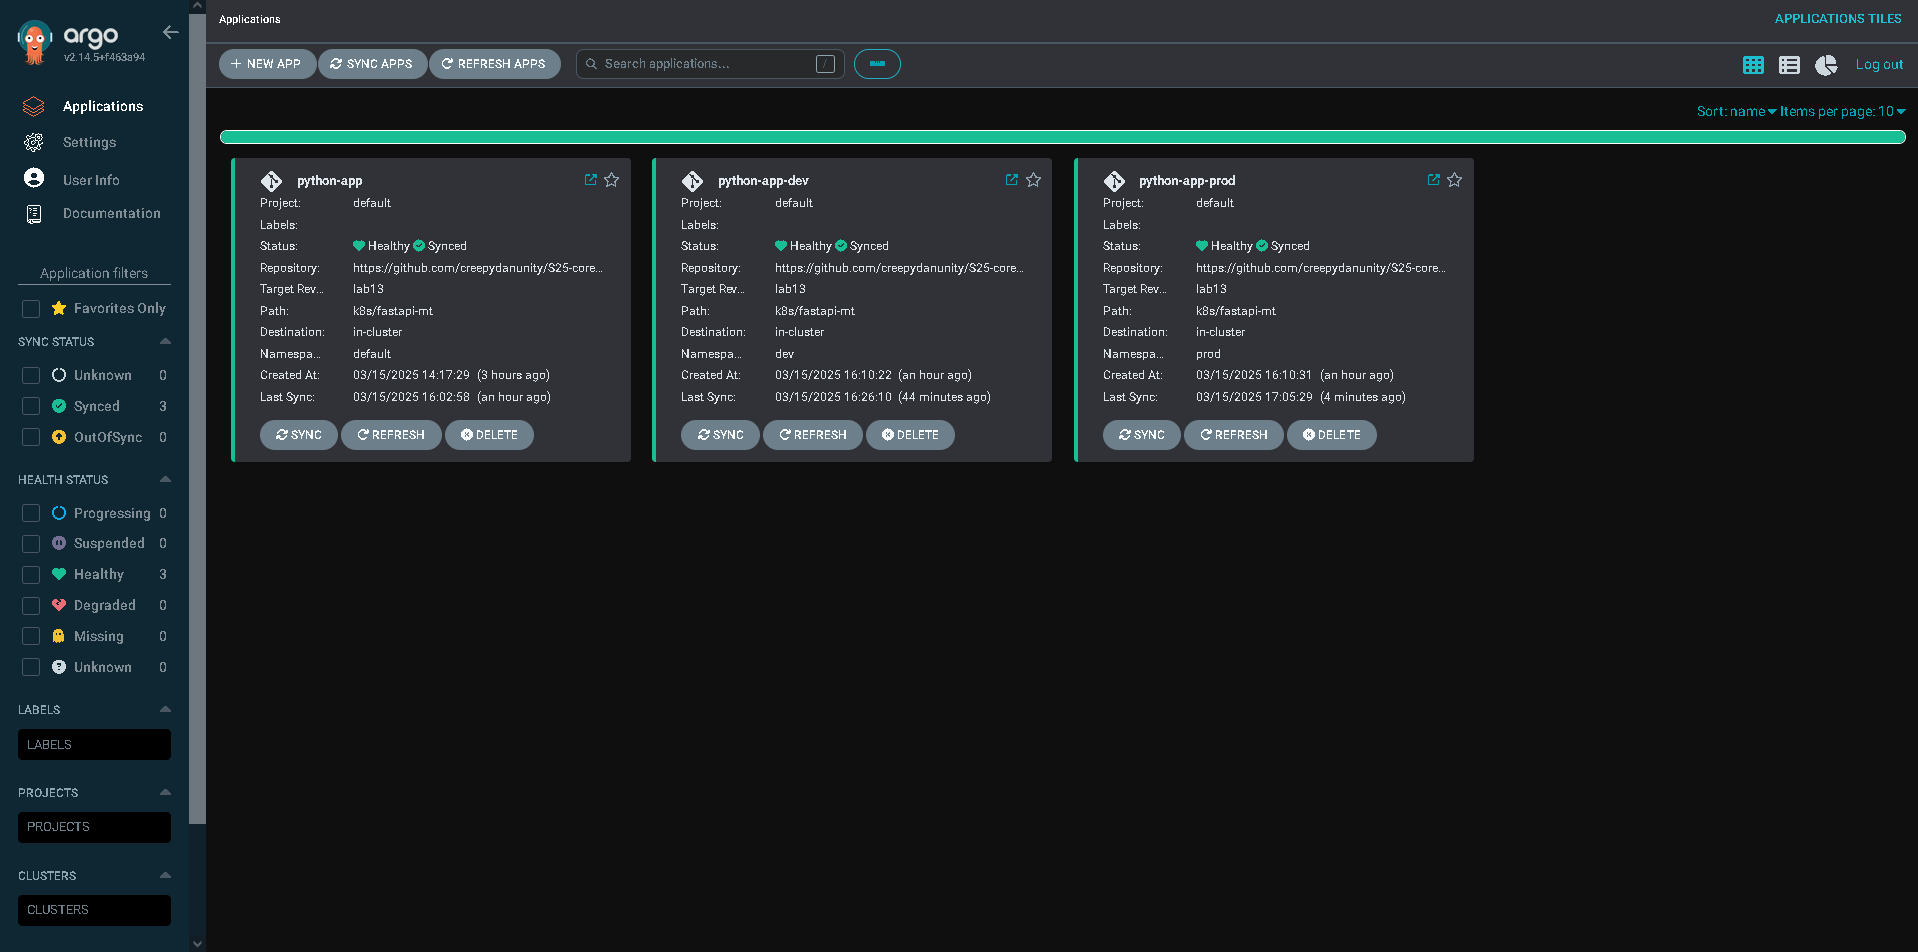 argo
v2.14.5+f463a94
Applications
Settings
User Info
Documentation
Application filters
Favorites Only
SYNC STATUS
Unknown 0
Synced 3
OutOfSync 0
HEALTH STATUS
Progressing 0
Suspended 0
Healthy 3
Degraded 0
Missing 0
Unknown 0
LABELS
LABELS
PROJECTS
PROJECTS
CLUSTERS
CLUSTERS
Applications
APPLICATIONS TILES
+ NEW APP
SYNC APPS
REFRESH APPS
Search applications...
/
Log out
Sort: name
Items per page: 10
python-app
Project: default
Labels:
Status: Healthy Synced
Repository: https://github.com/creepydanunity/S25-core...
Target Rev... lab13
Path: k8s/fastapi-mt
Destination: in-cluster
Namespa... default
Created At: 03/15/2025 14:17:29 (3 hours ago)
Last Sync: 03/15/2025 16:02:58 (an hour ago)
SYNC REFRESH DELETE
python-app-dev
Project: default
Labels:
Status: Healthy Synced
Repository: https://github.com/creepydanunity/S25-core...
Target Rev... lab13
Path: k8s/fastapi-mt
Destination: in-cluster
Namespa... dev
Created At: 03/15/2025 16:10:22 (an hour ago)
Last Sync: 03/15/2025 16:26:10 (44 minutes ago)
SYNC REFRESH DELETE
python-app-prod
Project: default
Labels:
Status: Healthy Synced
Repository: https://github.com/creepydanunity/S25-core...
Target Rev... lab13
Path: k8s/fastapi-mt
Destination: in-cluster
Namespa... prod
Created At: 03/15/2025 16:10:31 (an hour ago)
Last Sync: 03/15/2025 17:05:29 (4 minutes ago)
SYNC REFRESH DELETE